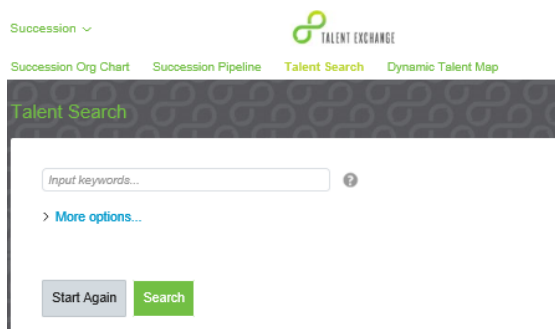 Succession
TALENT EXCHANGE
Succession Org Chart Succession Pipeline Talent Search Dynamic Talent Map
Talent Search
Input keywords... ?
> More options...
Start Again Search